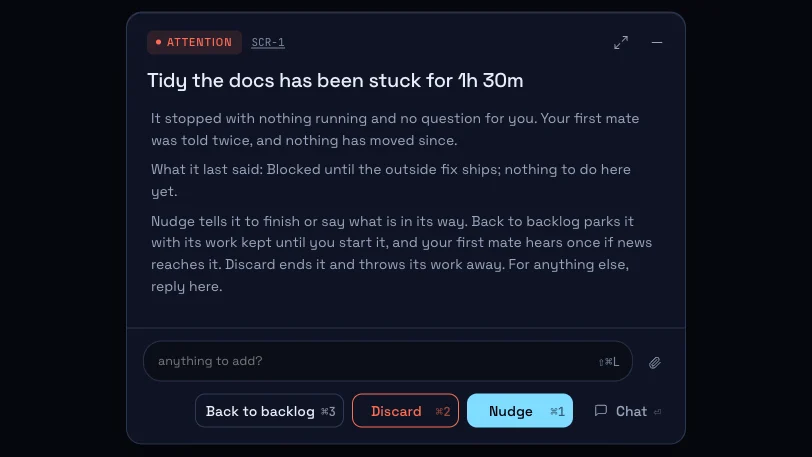 ATTENTION SCR-1
Tidy the docs has been stuck for 1h 30m
It stopped with nothing running and no question for you. Your first mate
was told twice, and nothing has moved since.
What it last said: Blocked until the outside fix ships; nothing to do here
yet.
Nudge tells it to finish or say what is in its way. Back to backlog parks it
with its work kept until you start it, and your first mate hears once if news
reaches it. Discard ends it and throws its work away. For anything else,
reply here.
anything to add? ⇧⌘L
Back to backlog ⌘3 Discard ⌘2 Nudge ⌘1 Chat ⏎